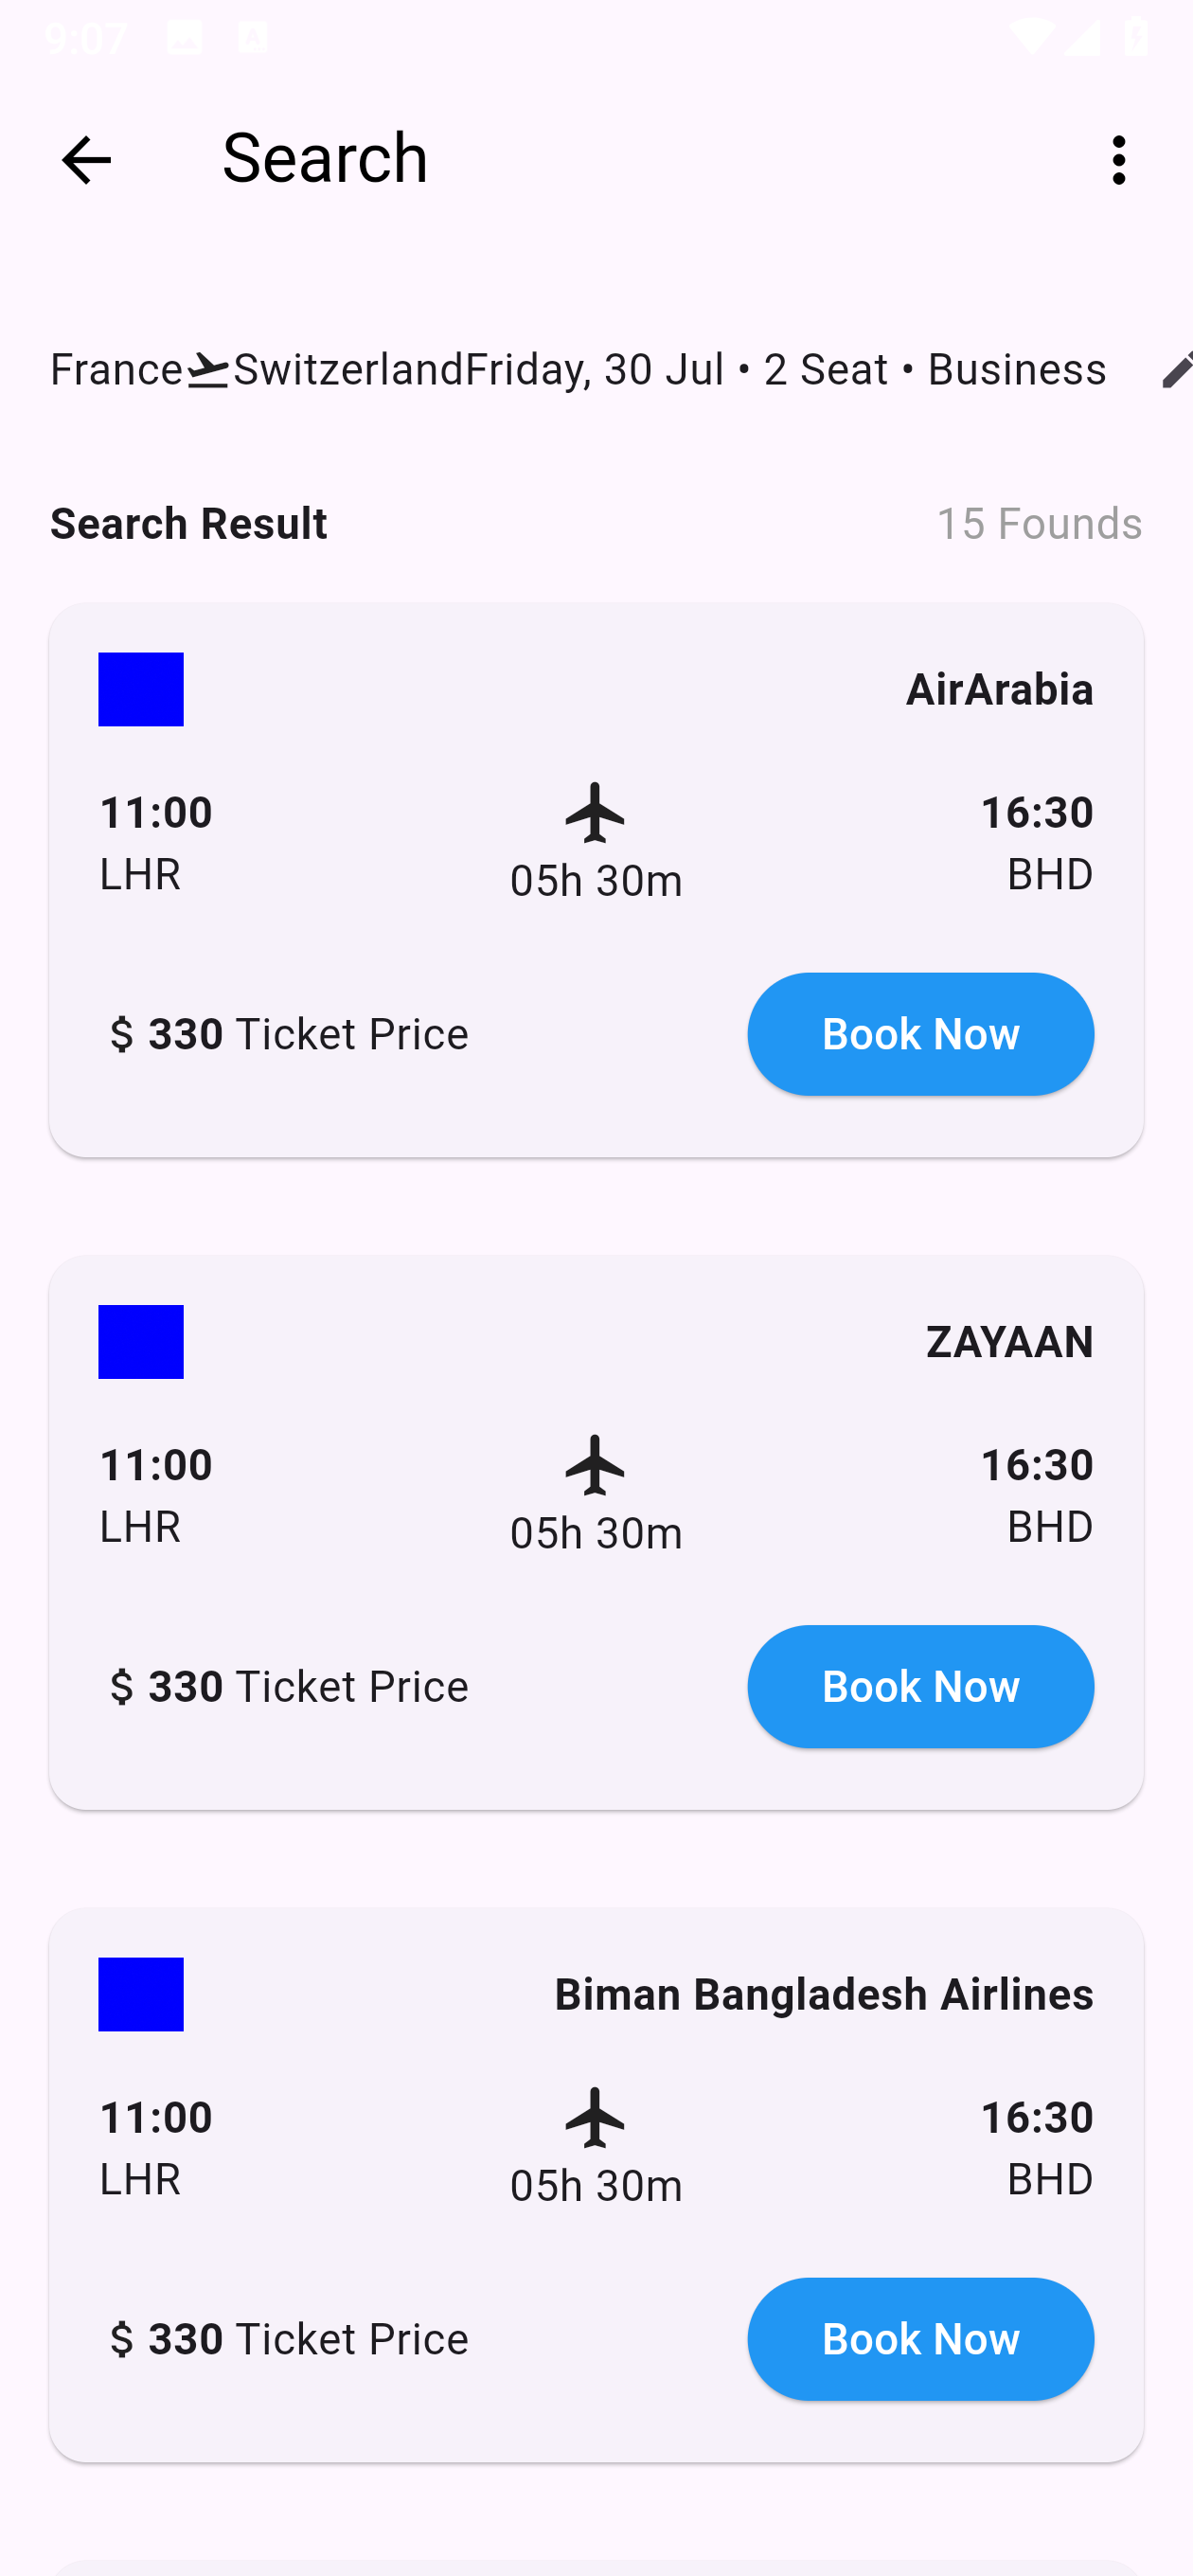 9:07
Search
France SwitzerlandFriday, 30 Jul • 2 Seat • Business
Search Result 15 Founds
AirArabia
11:00 16:30
LHR 05h 30m BHD
$ 330 Ticket Price Book Now
ZAYAAN
11:00 16:30
LHR 05h 30m BHD
$ 330 Ticket Price Book Now
Biman Bangladesh Airlines
11:00 16:30
LHR 05h 30m BHD
$ 330 Ticket Price Book Now